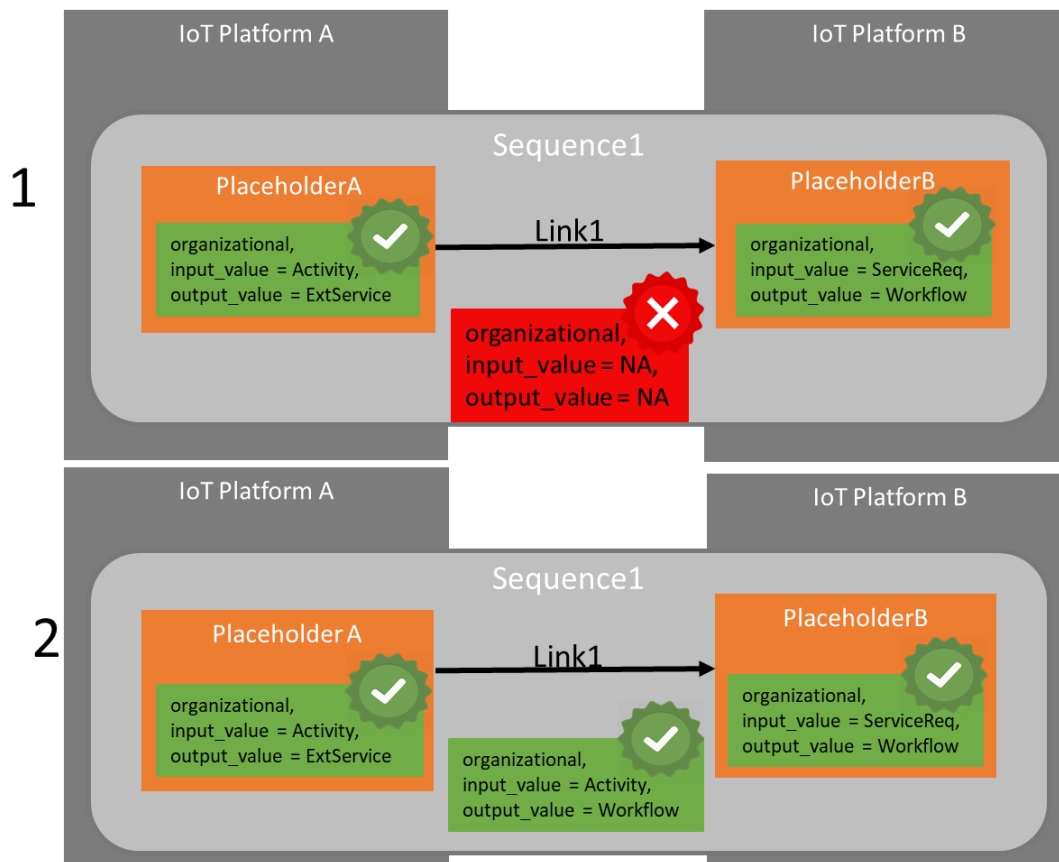 IoT Platform A
IoT Platform B
Sequence1
1
PlaceholderA
PlaceholderB
organizational,
input_value = Activity,
output_value = ExtService
Link1
organizational,
input_value = ServiceReq,
output_value = Workflow
organizational,
input_value = NA,
output_value = NA
IoT Platform A
IoT Platform B
Sequence1
2
Placeholder A
PlaceholderB
Link1
organizational,
input_value = Activity,
output_value = ExtService
organizational,
input_value = ServiceReq,
output_value = Workflow
organizational,
input_value = Activity,
output_value = Workflow